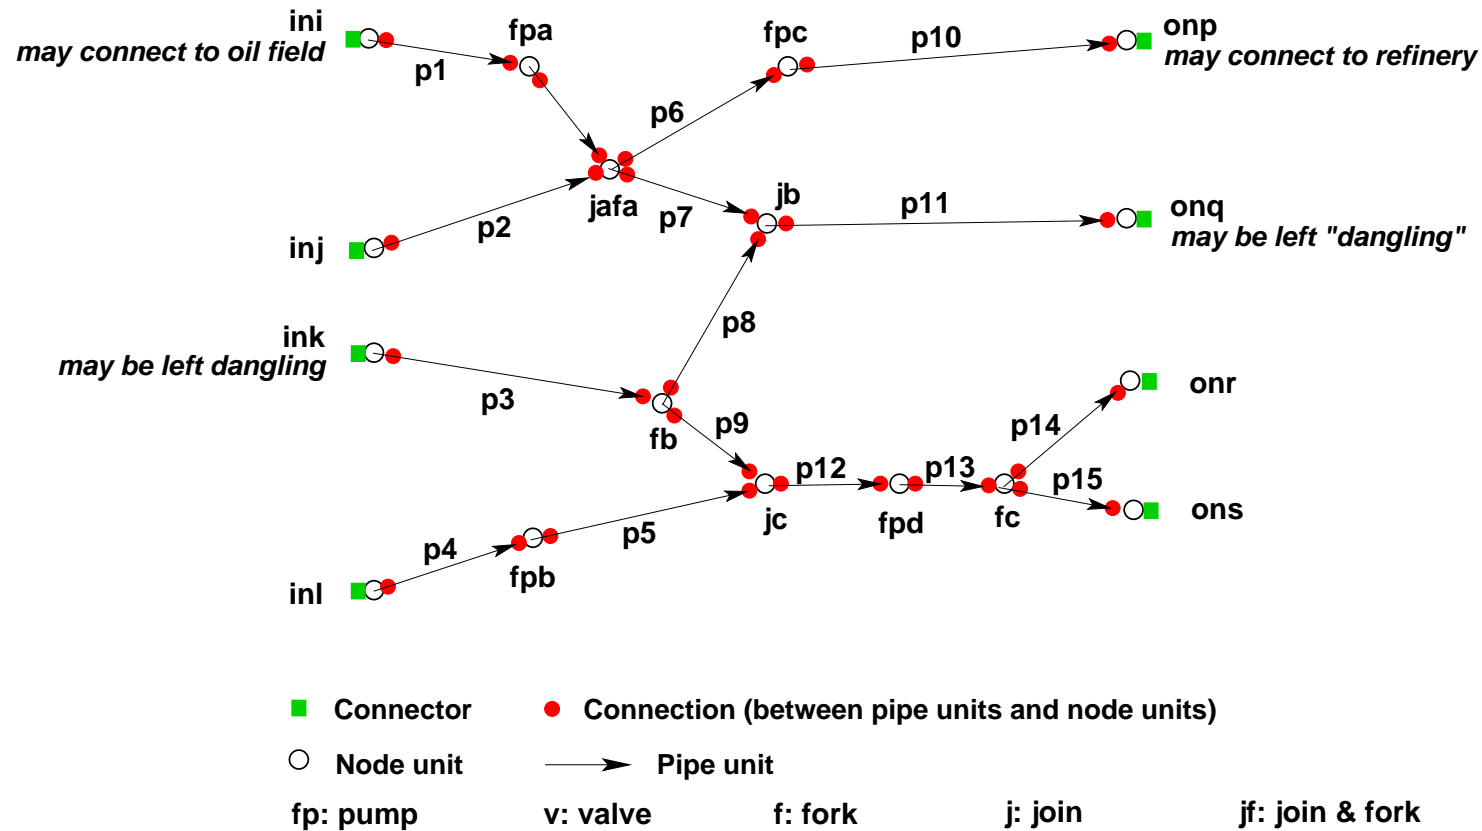 ini
may connect to oil field
fpa
fpc
p10
onp
may connect to refinery
p1
p6
jafa
p7
jb
p11
onq
may be left "dangling"
p2
inj
ink
may be left dangling
p8
p3
fb
p9
onr
p14
p12
p13
p15
jc
fpd
fc
ons
p4
p5
fpb
inl
Connector
Connection (between pipe units and node units)
Node unit
Pipe unit
fp: pump v: valve f: fork j: join jf: join & fork